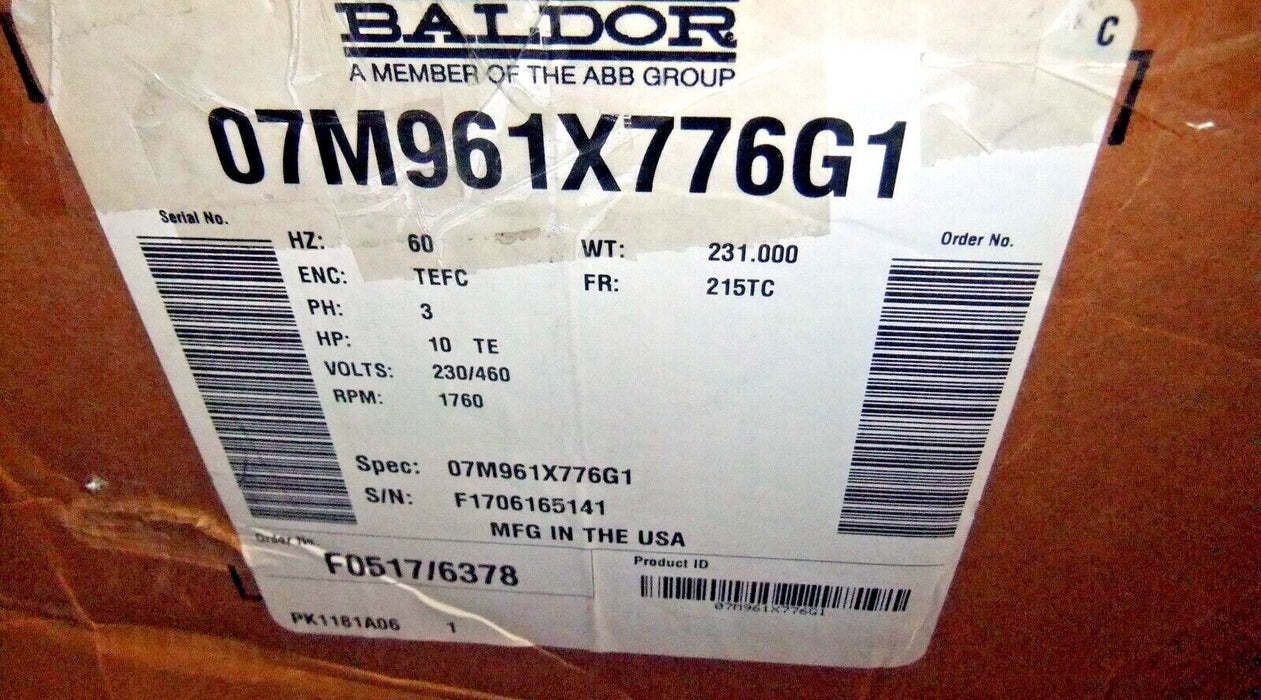 BALDOR
A MEMBER OF THE ABB GROUP
C
07M961X776G1
Serial No.
Order No.
HZ: 60 WT: 231.000
ENC: TEFC FR: 215TC
PH: 3
HP: 10 TE
VOLTS: 230/460
RPM: 1760
Spec: 07M961X776G1
S/N: F1706165141
MFG IN THE USA
Order No.
F0517/6378
Product ID
07M961X776G1
PK1181A06 1